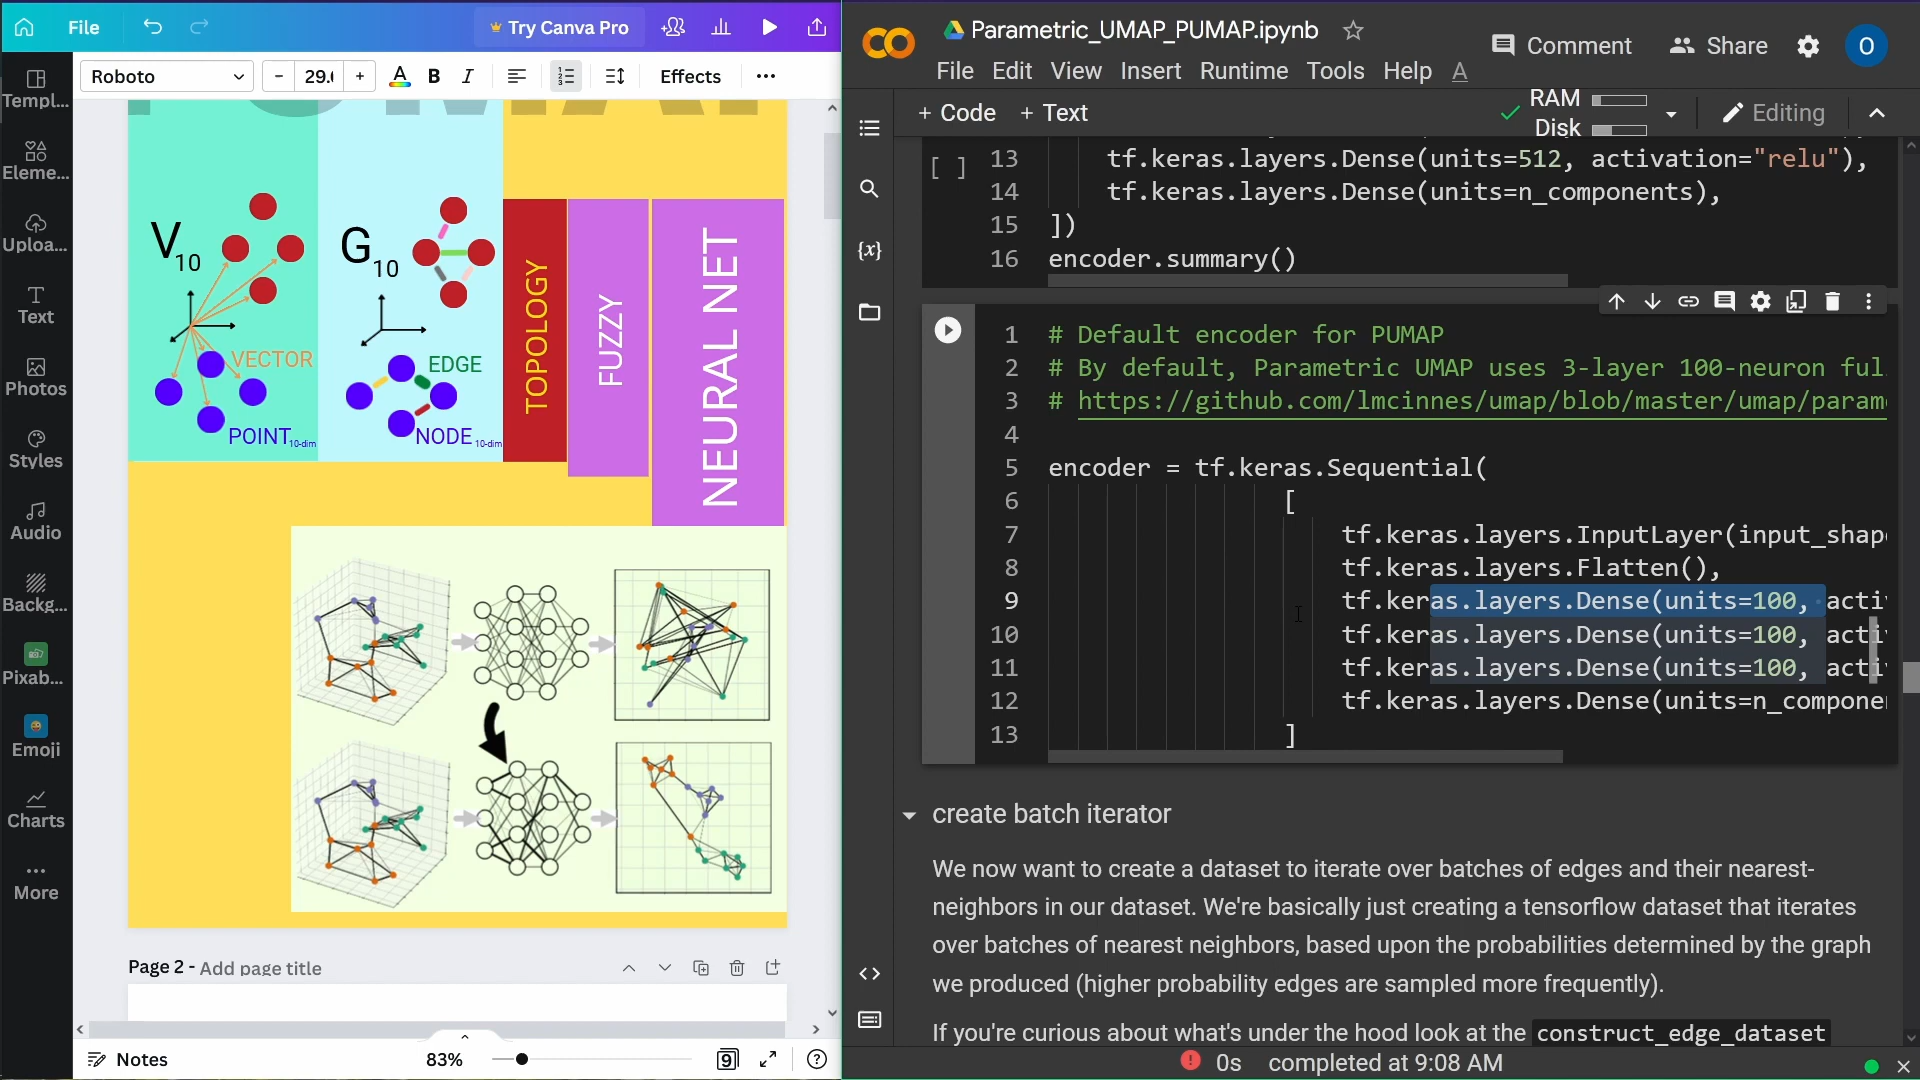 File
Try Canva Pro
Roboto
29.(
B
I
Effects
Templ...
Eleme...
Uploa...
Text
Photos
Styles
Audio
Backg...
Pixab...
Emoji
Charts
More
V10
VECTOR
POINT10-dim
G10
EDGE
NODE 10-dim
TOPOLOGY
FUZZY
NEURAL NET
Page 2 - Add page title
Notes
83%
9
Parametric_UMAP_PUMAP.ipynb
Comment
Share
O
File Edit View Insert Runtime Tools Help A
+ Code + Text
RAM
Disk
Editing
[ ]
13 tf.keras.layers.Dense(units=512, activation="relu"),
14 tf.keras.layers.Dense(units=n_components),
15 ])
16 encoder.summary()
1 # Default encoder for PUMAP
2 # By default, Parametric UMAP uses 3-layer 100-neuron ful
3 # https://github.com/lmcinnes/umap/blob/master/umap/param
4
5 encoder = tf.keras.Sequential(
6 [
7 tf.keras.layers.InputLayer(input_shap
8 tf.keras.layers.Flatten(),
9 tf.keras.layers.Dense(units=100, acti
10 tf.keras.layers.Dense(units=100, acti
11 tf.keras.layers.Dense(units=100, acti
12 tf.keras.layers.Dense(units=n_compone
13 ]
create batch iterator
We now want to create a dataset to iterate over batches of edges and their nearest-
neighbors in our dataset. We're basically just creating a tensorflow dataset that iterates
over batches of nearest neighbors, based upon the probabilities determined by the graph
we produced (higher probability edges are sampled more frequently).
If you're curious about what's under the hood look at the construct_edge_dataset
0s completed at 9:08 AM